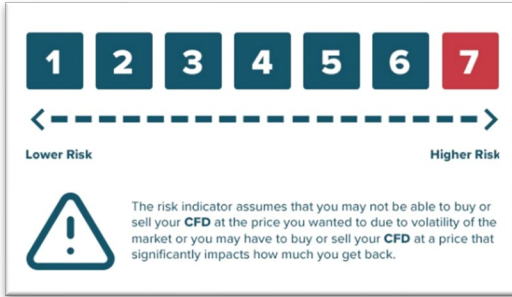 1 2 3 4 5 6 7
Lower Risk Higher Risk
!
The risk indicator assumes that you may not be able to buy or
sell your CFD at the price you wanted to due to volatility of the
market or you may have to buy or sell your CFD at a price that
significantly impacts how much you get back.